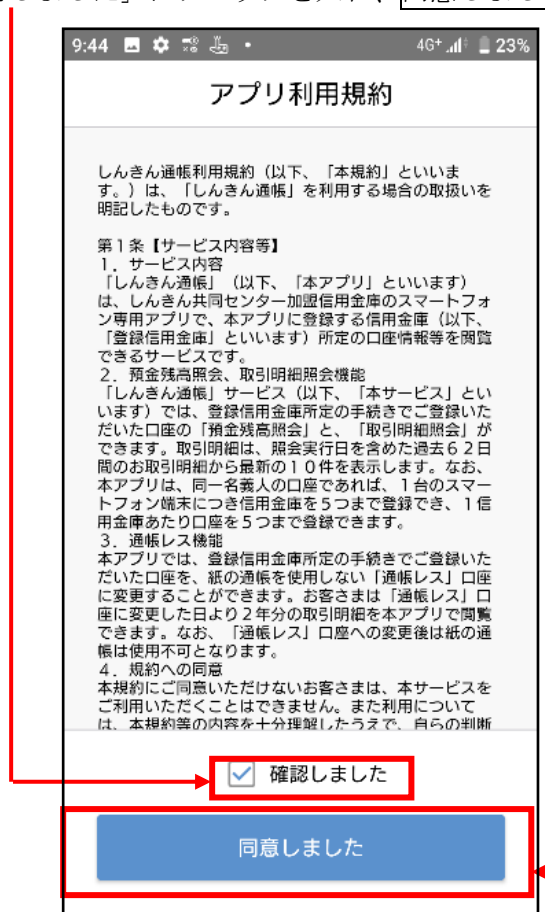 9:44 4G+ 23%
アプリ利用規約
しんきん通帳利用規約（以下、「本規約」といいま
す。）は、「しんきん通帳」を利用する場合の取扱いを
明記したものです。
第1条【サービス内容等】
1．サービス内容
「しんきん通帳」（以下、「本アプリ」といいます）
は、しんきん共同センター加盟信用金庫のスマートフォ
ン専用アプリで、本アプリに登録する信用金庫（以下、
「登録信用金庫」といいます）所定の口座情報等を閲覧
できるサービスです。
2．預金残高照会、取引明細照会機能
「しんきん通帳」サービス（以下、「本サービス」とい
います）では、登録信用金庫所定の手続きでご登録いた
だいた口座の「預金残高照会」と、「取引明細照会」が
できます。取引明細は、照会実行日を含めた過去６２日
間のお取引明細から最新の１０件を表示します。なお、
本アプリは、同一名義人の口座であれば、１台のスマー
トフォン端末につき信用金庫を５つまで登録でき、１信
用金庫あたり口座を５つまで登録できます。
3．通帳レス機能
本アプリでは、登録信用金庫所定の手続きでご登録いた
だいた口座を、紙の通帳を使用しない「通帳レス」口座
に変更することができます。お客さまは「通帳レス」口
座に変更した日より２年分の取引明細を本アプリで閲覧
できます。なお、「通帳レス」口座への変更後は紙の通
帳は使用不可となります。
4．規約への同意
本規約にご同意いただけないお客さまは、本サービスを
ご利用いただくことはできません。また利用について
は、本規約等の内容を十分理解したうえで、自らの判断
確認しました
同意しました